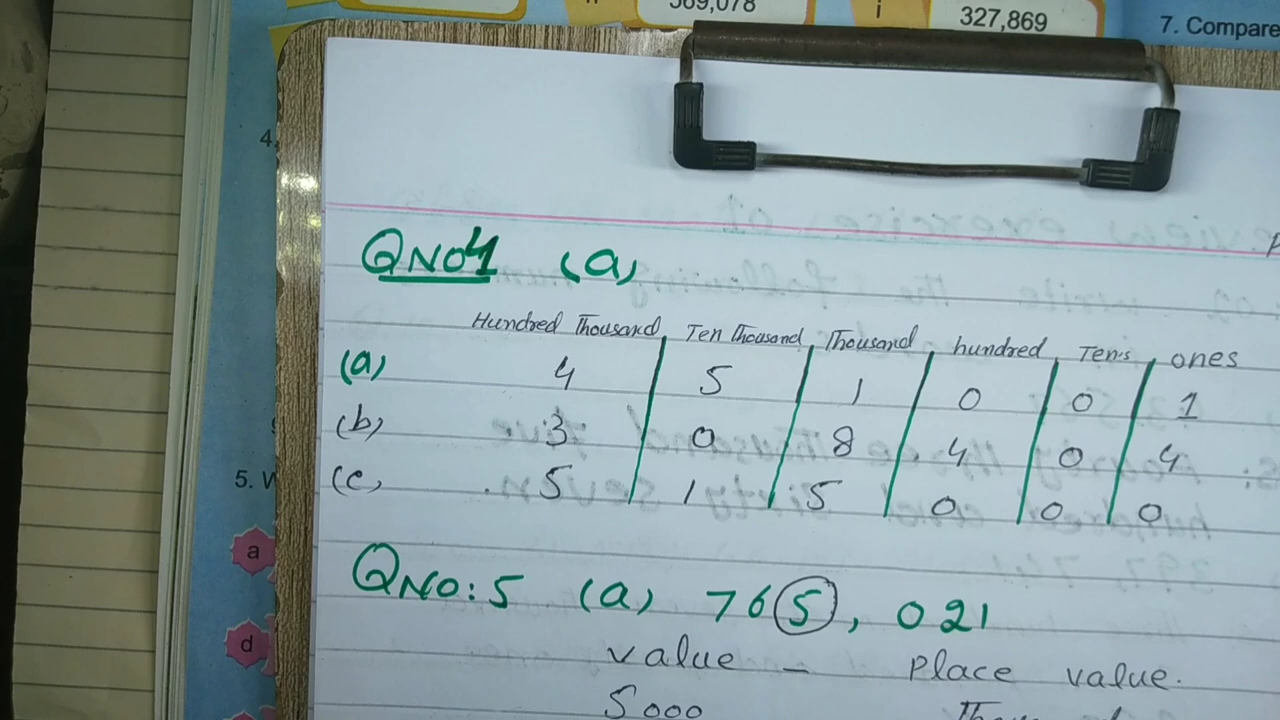 327,869
7. Compare
4.
QNO4 (a)
Hundred Thousand Ten Thousand Thousand hundred Tens ones
(a) 4 5 1 0 0 1
(b) 3 0 8 4 0 4
(c) 5 1 5 0 0 0
5. W
a
QNO:5 (a) 765,021
d
value - Place value.
5000